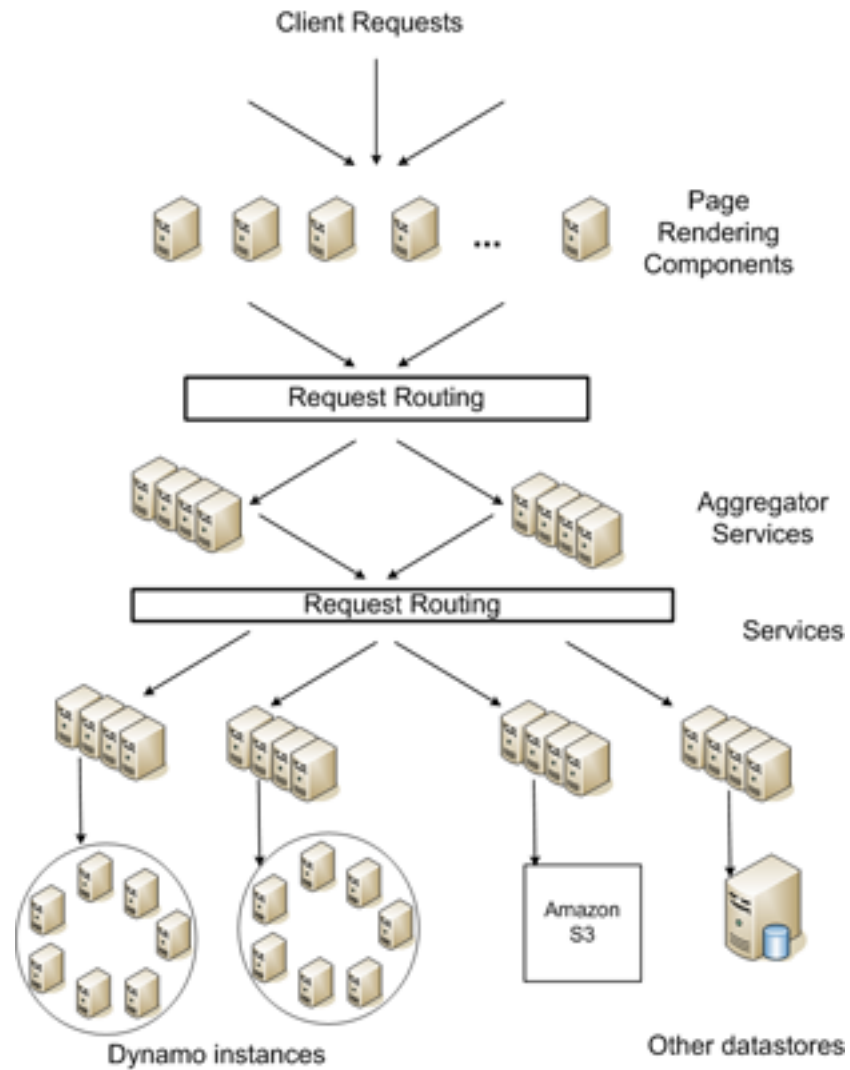 Client Requests
Page
Rendering
Components
...
Request Routing
Aggregator
Services
Request Routing
Services
Amazon
S3
Dynamo instances
Other datastores